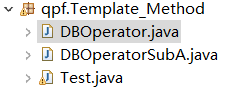 qpf.Template_Method
DBOperator.java
DBOperatorSubA.java
Test.java